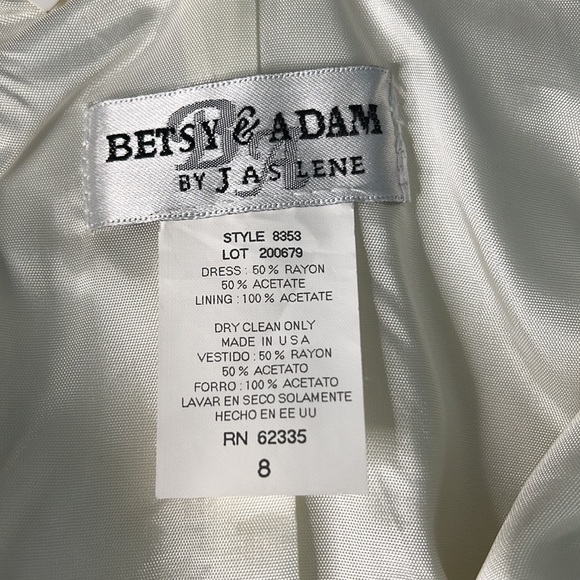 BETSY & ADAM
BY JAS LENE
STYLE 8353
LOT 200679
DRESS : 50 % RAYON
50 % ACETATE
LINING : 100 % ACETATE
DRY CLEAN ONLY
MADE IN U S A
VESTIDO : 50 % RAYON
50 % ACETATO
FORRO : 100 % ACETATO
LAVAR EN SECO SOLAMENTE
HECHO EN EE UU
RN 62335
8